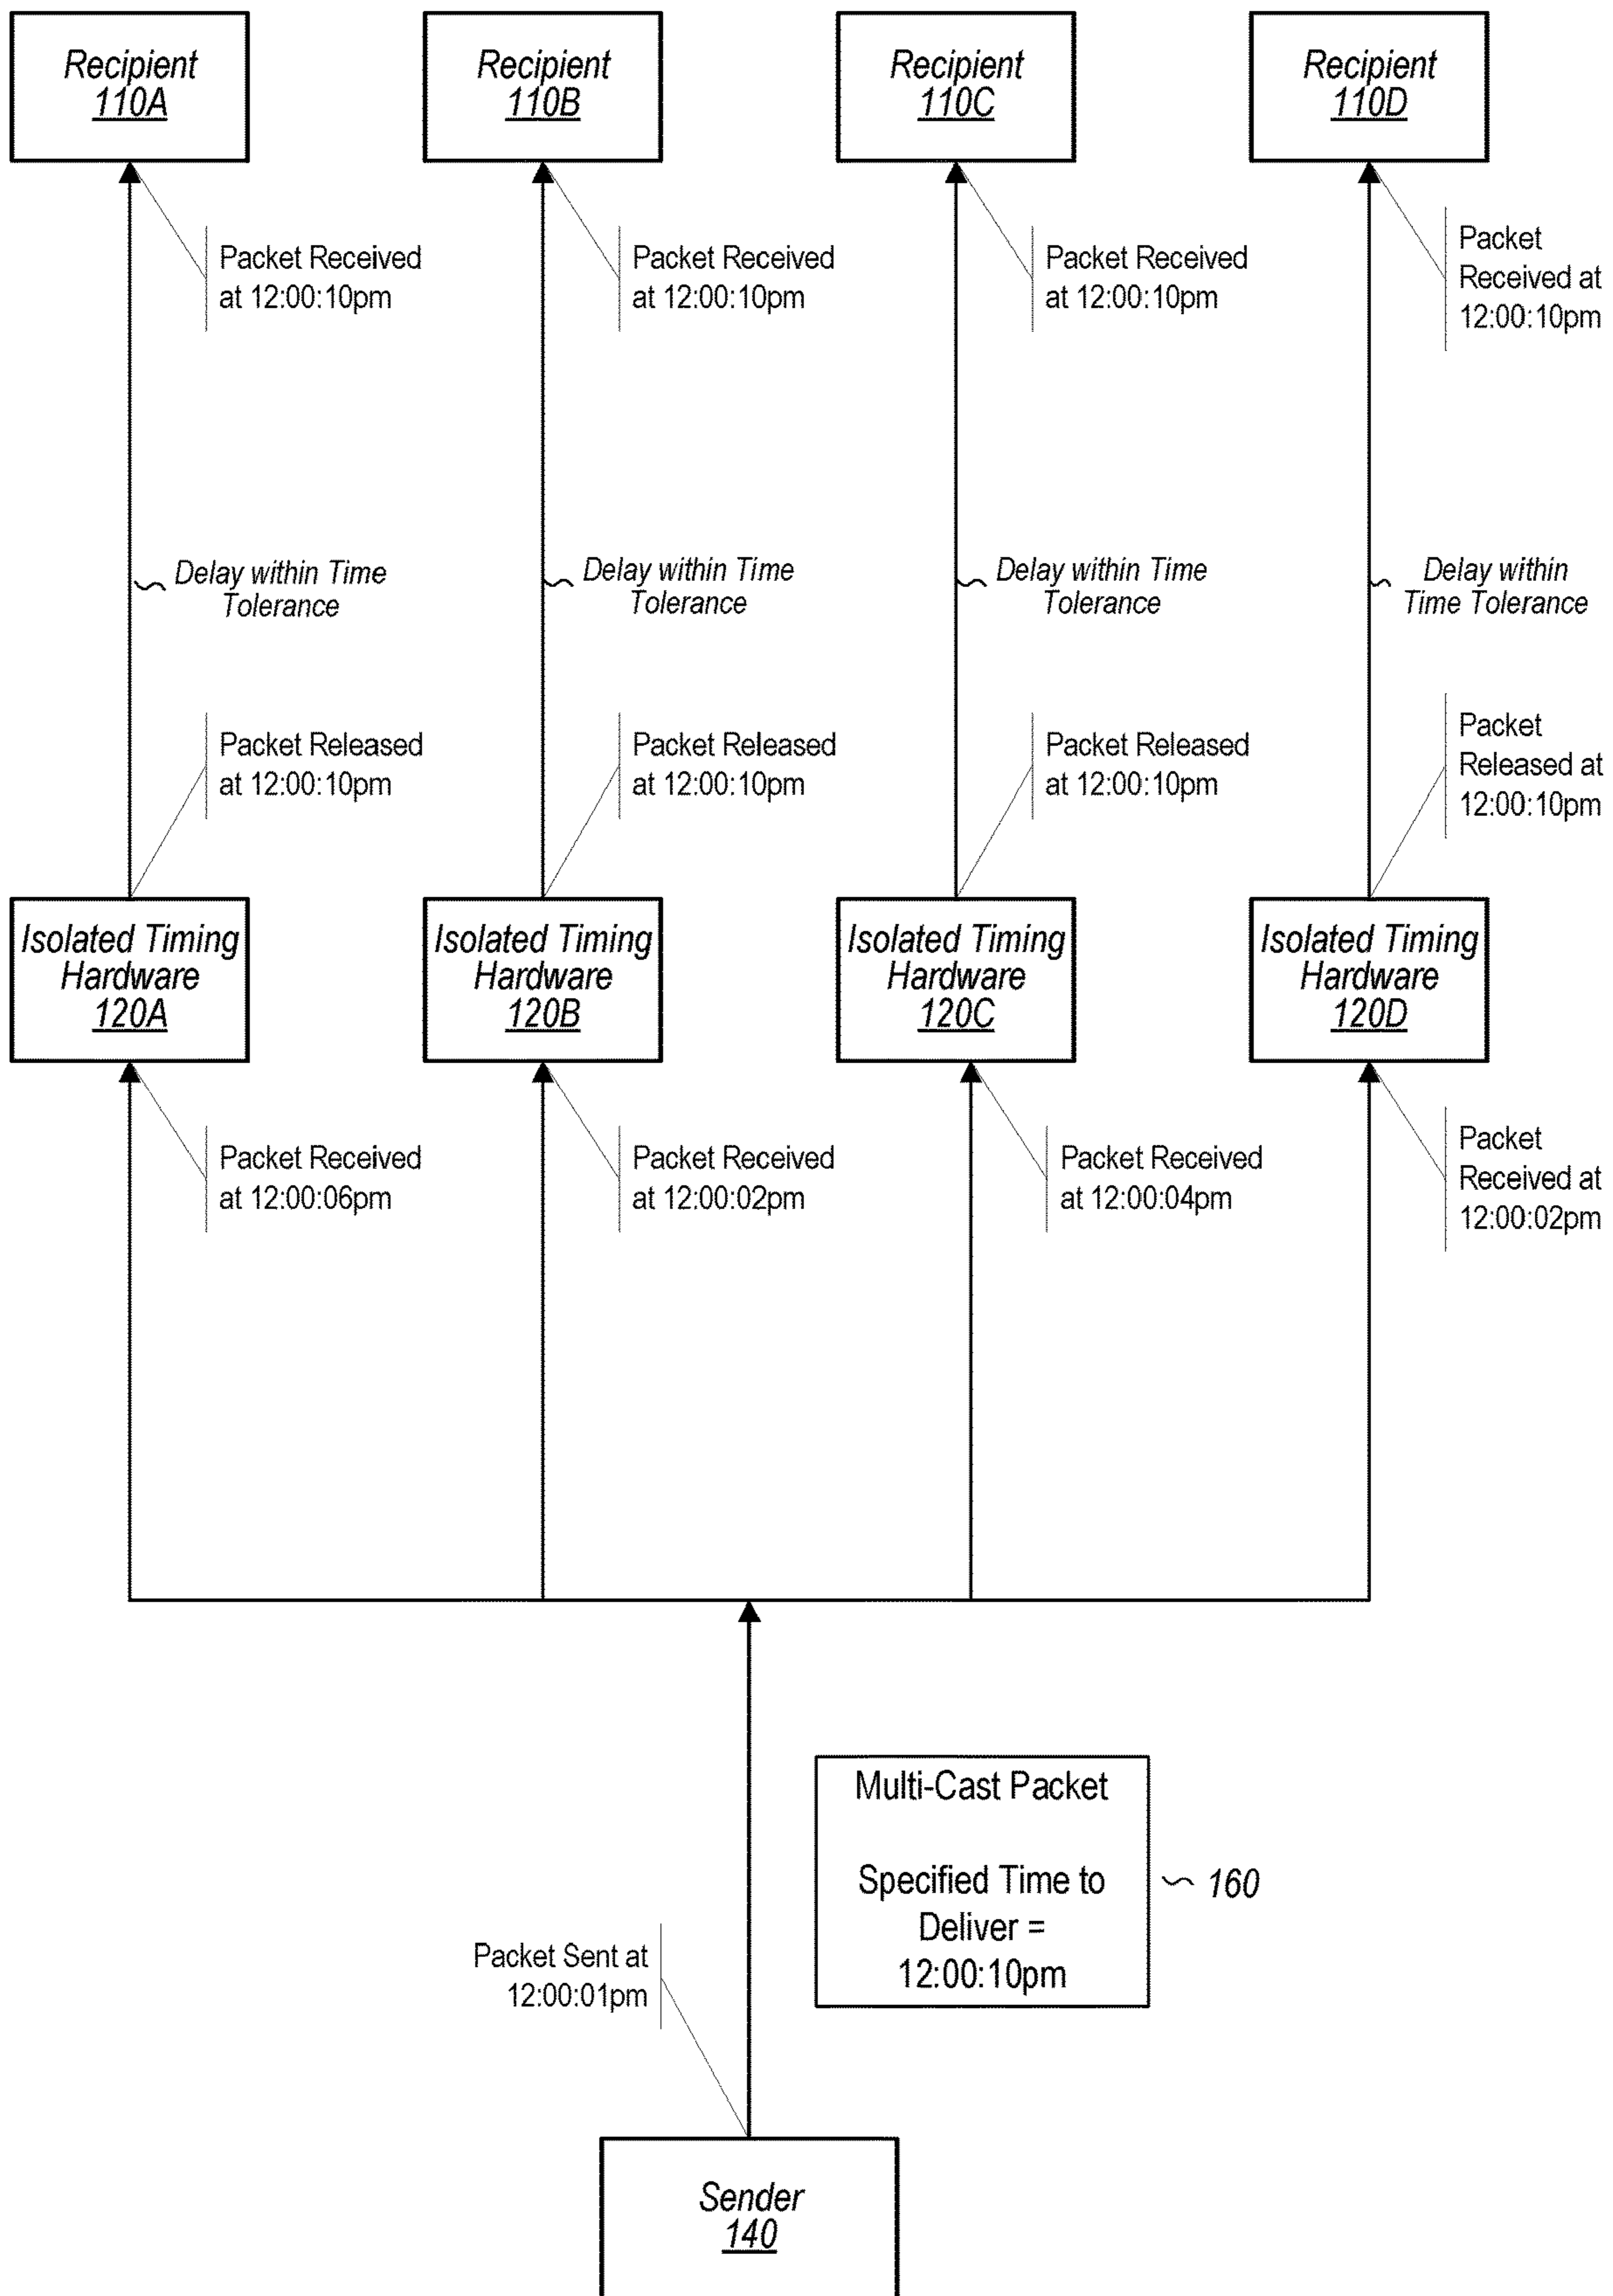 Recipient
110A
Recipient
110B
Recipient
110C
Recipient
110D
Packet Received
at 12:00:10pm
Packet Received
at 12:00:10pm
Packet Received
at 12:00:10pm
Packet
Received at
12:00:10pm
Delay within Time
Tolerance
Delay within Time
Tolerance
Delay within Time
Tolerance
Delay within
Time Tolerance
Packet Released
at 12:00:10pm
Packet Released
at 12:00:10pm
Packet Released
at 12:00:10pm
Packet
Released at
12:00:10pm
Isolated Timing
Hardware
120A
Isolated Timing
Hardware
120B
Isolated Timing
Hardware
120C
Isolated Timing
Hardware
120D
Packet Received
at 12:00:06pm
Packet Received
at 12:00:02pm
Packet Received
at 12:00:04pm
Packet
Received at
12:00:02pm
Multi-Cast Packet
Specified Time to
Deliver =
12:00:10pm
160
Packet Sent at
12:00:01pm
Sender
140